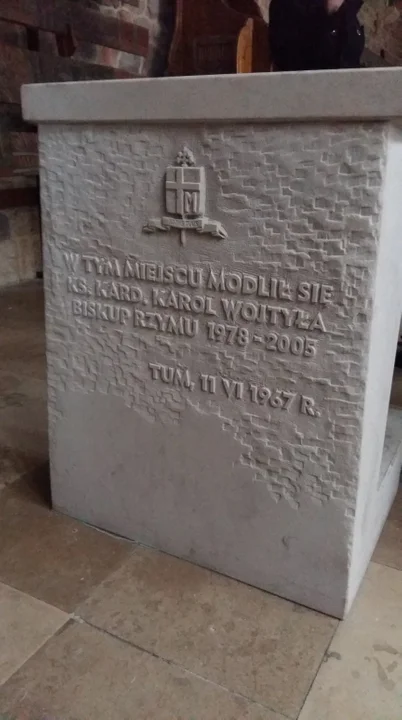 M
W TYM MIEJSCU MODLIŁ SIĘ
KS. KARD. KAROL WOJTYŁA
BISKUP RZYMU 1978-2005
TUM, 11 VI 1967 R.